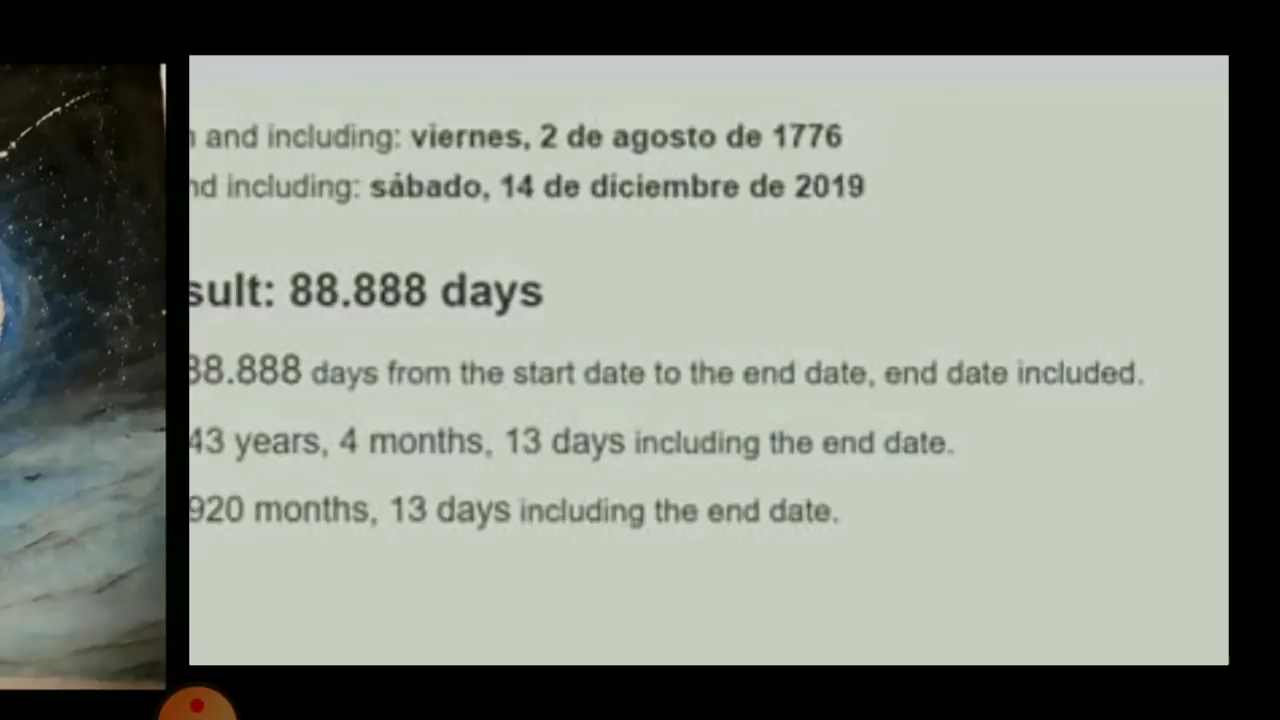 and including: viernes, 2 de agosto de 1776
including: sábado, 14 de diciembre de 2019
sult: 88.888 days
88.888 days from the start date to the end date, end date included.
43 years, 4 months, 13 days including the end date.
920 months, 13 days including the end date.